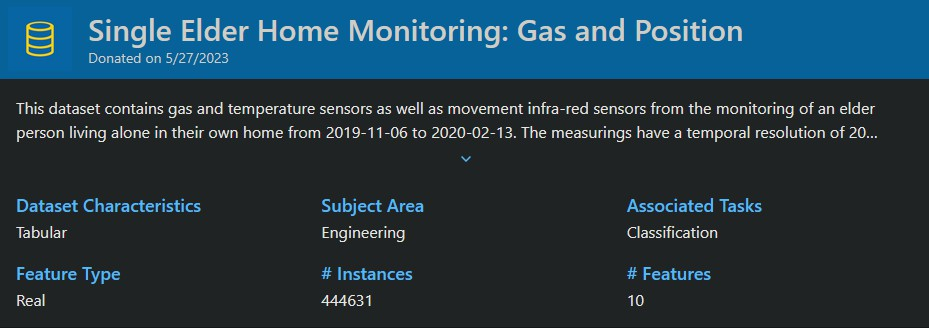 Single Elder Home Monitoring: Gas and Position
Donated on 5/27/2023
This dataset contains gas and temperature sensors as well as movement infra-red sensors from the monitoring of an elder
person living alone in their own home from 2019-11-06 to 2020-02-13. The measurings have a temporal resolution of 20...
Dataset Characteristics
Tabular
Subject Area
Engineering
Associated Tasks
Classification
Feature Type
Real
# Instances
444631
# Features
10